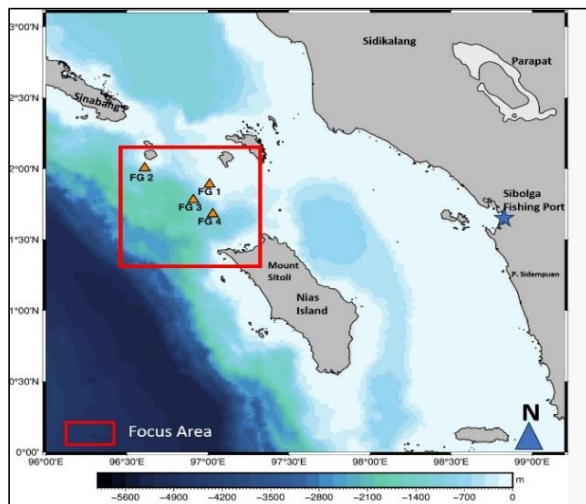 3°00'N
Sidikalang
Parapat
2°30'N
Sinabang
2°00'N
FG 2
FG 1
FG 3
FG 4
Sibolga
Fishing Port
1°30'N
Mount
Sitoli
P. Sidempuan
Nias
Island
1°00'N
0°30'N
N
Focus Area
0°00'
96°00'E
96°30'E
97°00'E
97°30'E
98°00'E
98°30'E
99°00'E
m
-5600
-4900
-4200
-3500
-2800
-2100
-1400
-700
0